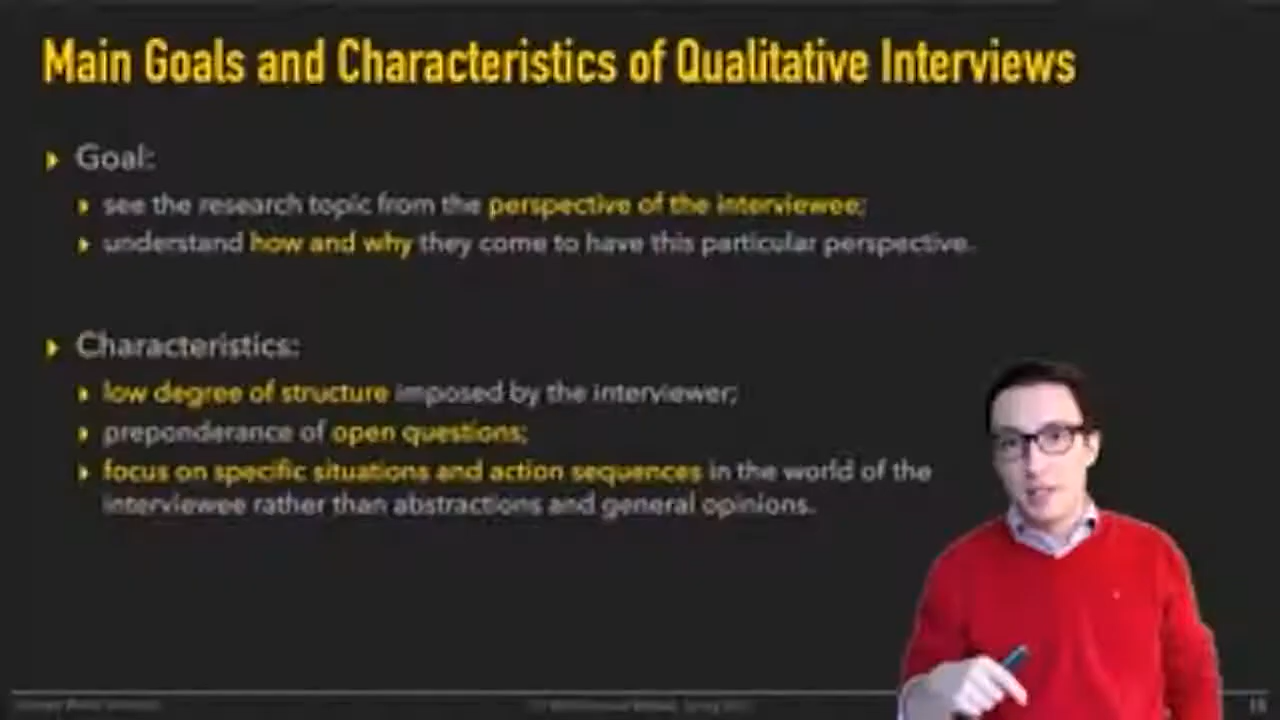 Main Goals and Characteristics of Qualitative Interviews
Goal:
see the research topic from the perspective of the interviewee;
understand how and why they come to have this particular perspective.
Characteristics:
low degree of structure imposed by the interviewer;
preponderance of open questions;
focus on specific situations and action sequences in the world of the
interviewee rather than abstractions and general opinions.